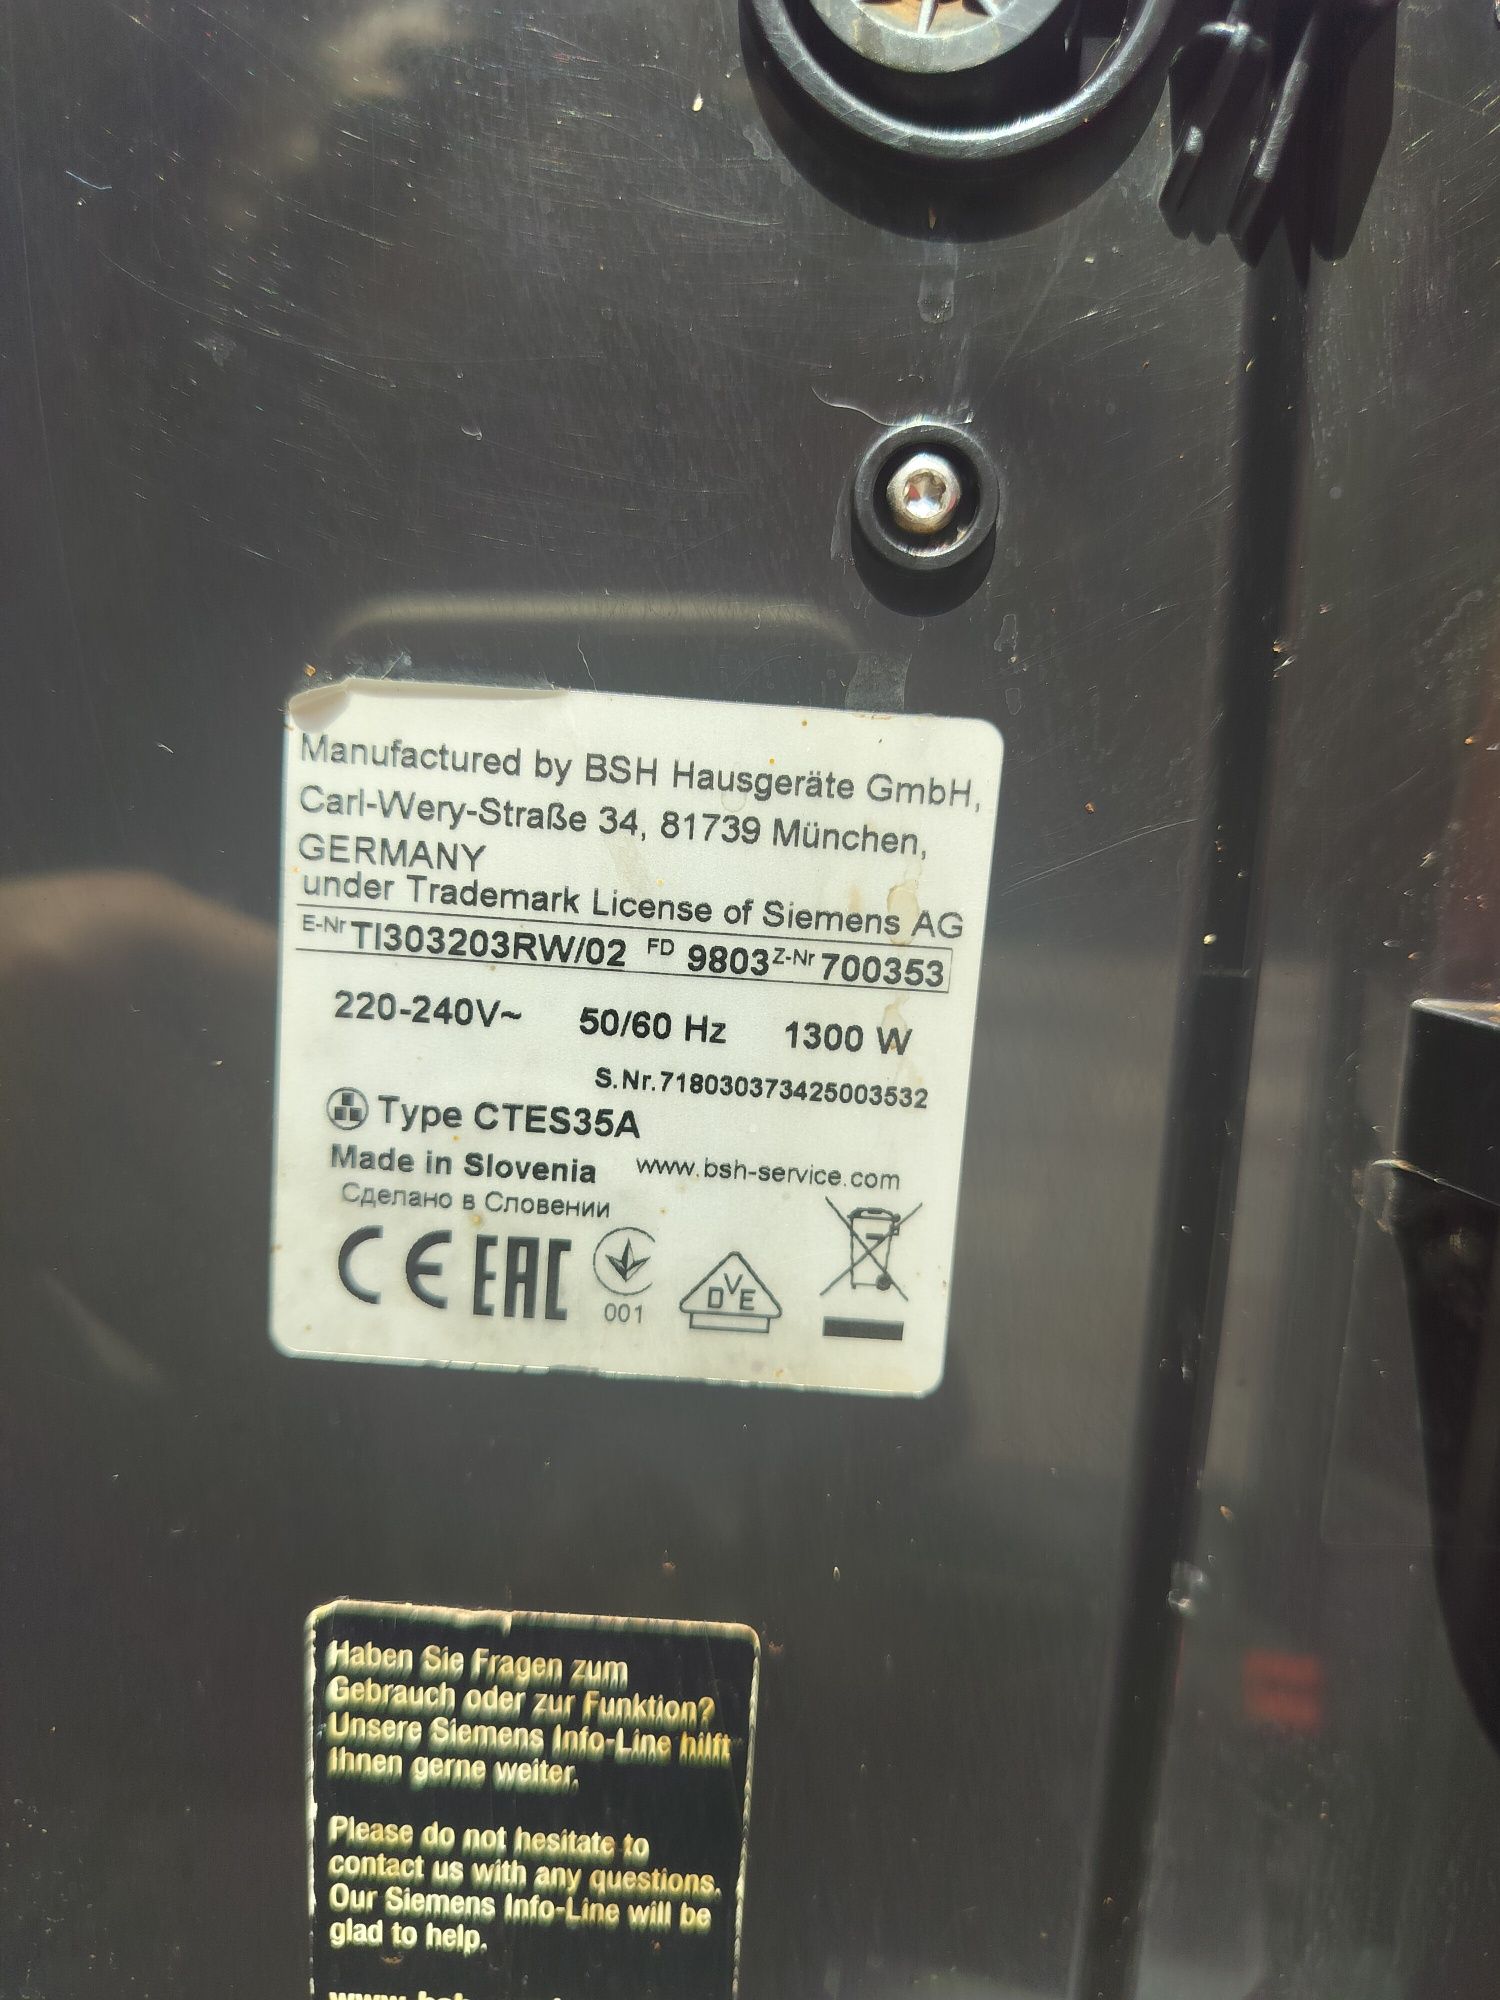 Manufactured by BSH Hausgeräte GmbH,
Carl-Wery-Straße 34, 81739 München,
GERMANY
under Trademark License of Siemens AG
E-Nr TI303203RW/02 FD 9803 Z-Nr 700353
220-240V~ 50/60 Hz 1300 W
S.Nr.718030373425003532
Type CTES35A
Made in Slovenia www.bsh-service.com
Сделано в Словении
CE EAC
001
DVE
Haben Sie Fragen zum
Gebrauch oder zur Funktion?
Unsere Siemens Info-Line hilft
Ihnen gerne weiter.
Please do not hesitate to
contact us with any questions.
Our Siemens Info-Line will be
glad to help.